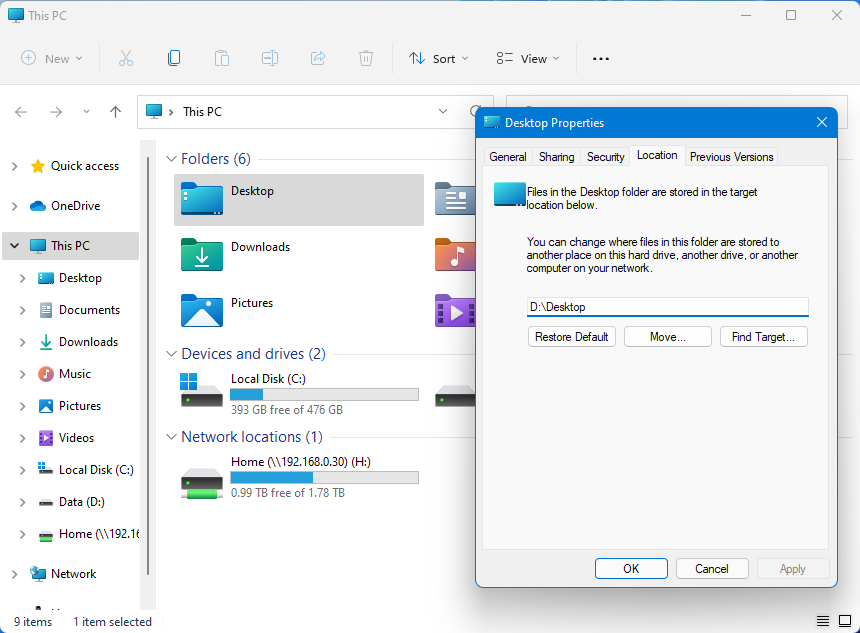 This PC
New
Sort
View
This PC
Quick access
OneDrive
This PC
Desktop
Documents
Downloads
Music
Pictures
Videos
Local Disk (C:)
Data (D:)
Home (\\192.16
Network
Folders (6)
Desktop
Downloads
Pictures
Devices and drives (2)
Local Disk (C:)
393 GB free of 476 GB
Network locations (1)
Home (\\192.168.0.30) (H:)
0.99 TB free of 1.78 TB
Desktop Properties
General Sharing Security Location Previous Versions
Files in the Desktop folder are stored in the target
location below.
You can change where files in this folder are stored to
another place on this hard drive, another drive, or another
computer on your network.
D:\Desktop
Restore Default Move... Find Target...
OK Cancel Apply
9 items 1 item selected